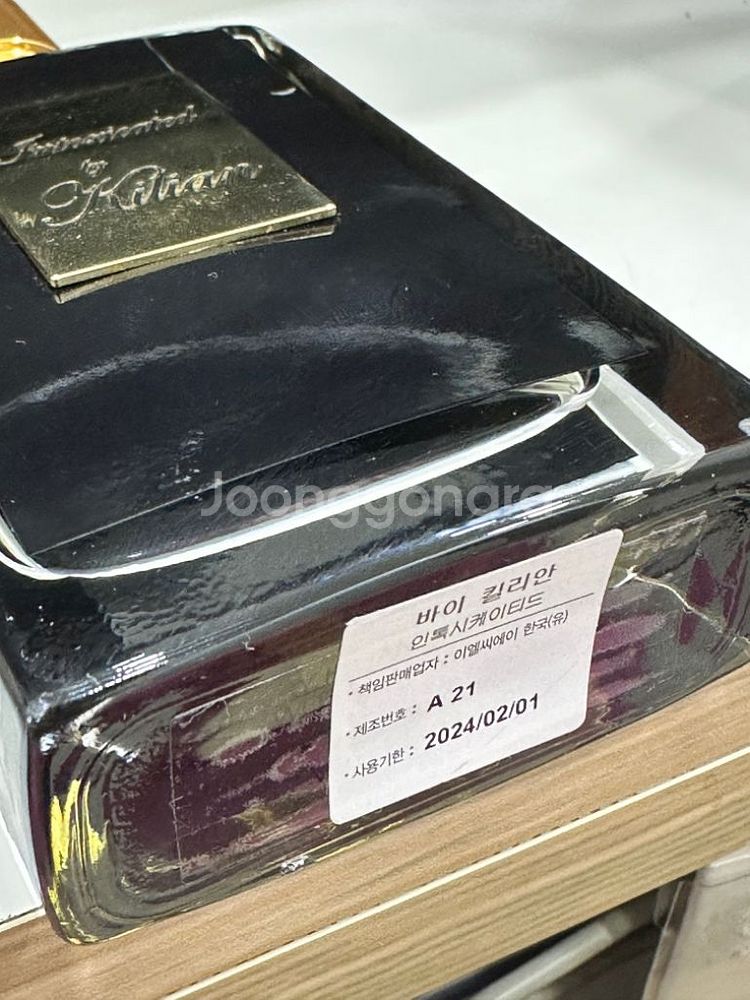 Intoxicated
by
Kilian
Joonggonara
바이 킬리안
인톡시케이티드
· 책임판매업자 : 이엘씨에이 한국(유)
· 제조번호 : A 21
· 사용기한 : 2024/02/01